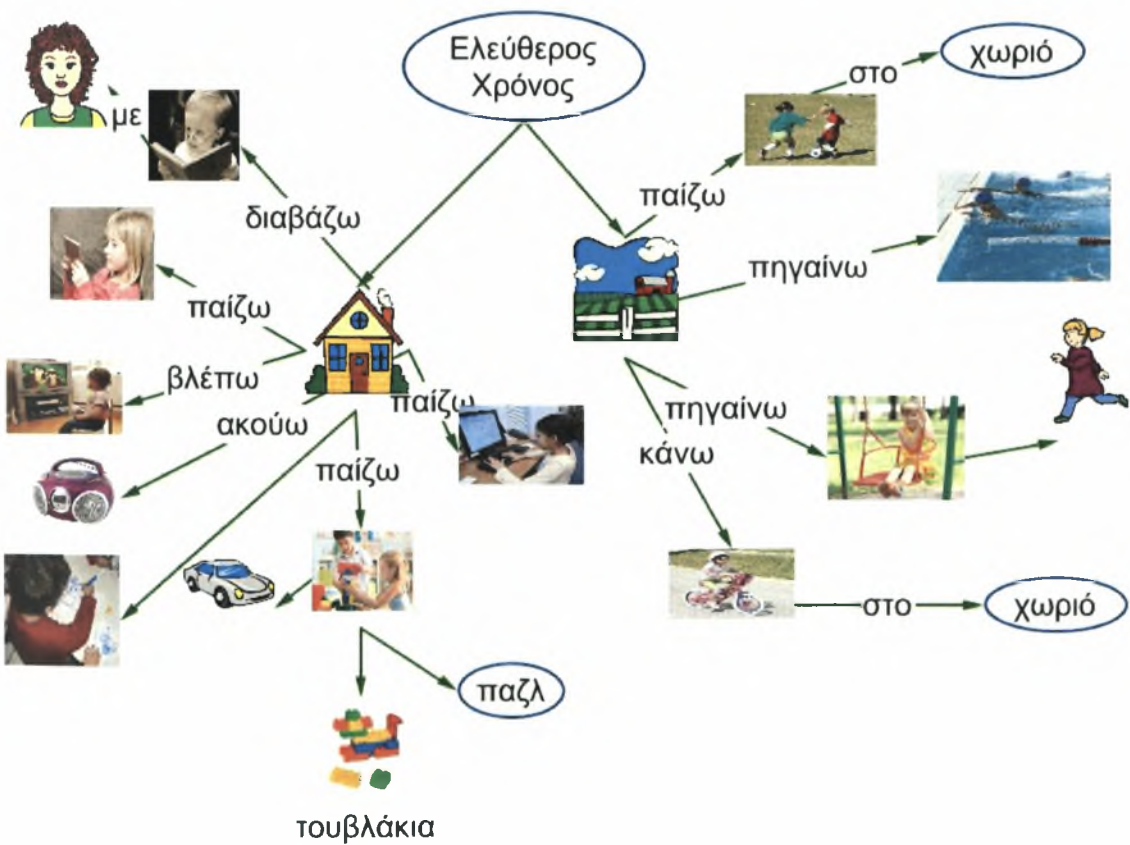 Ελεύθερος
Χρόνος
στο
χωριό
με
παίζω
διαβάζω
πηγαίνω
παίζω
βλέπω
παίζω
πηγαίνω
ακούω
κάνω
παίζω
στο
χωριό
παζλ
τουβλάκια